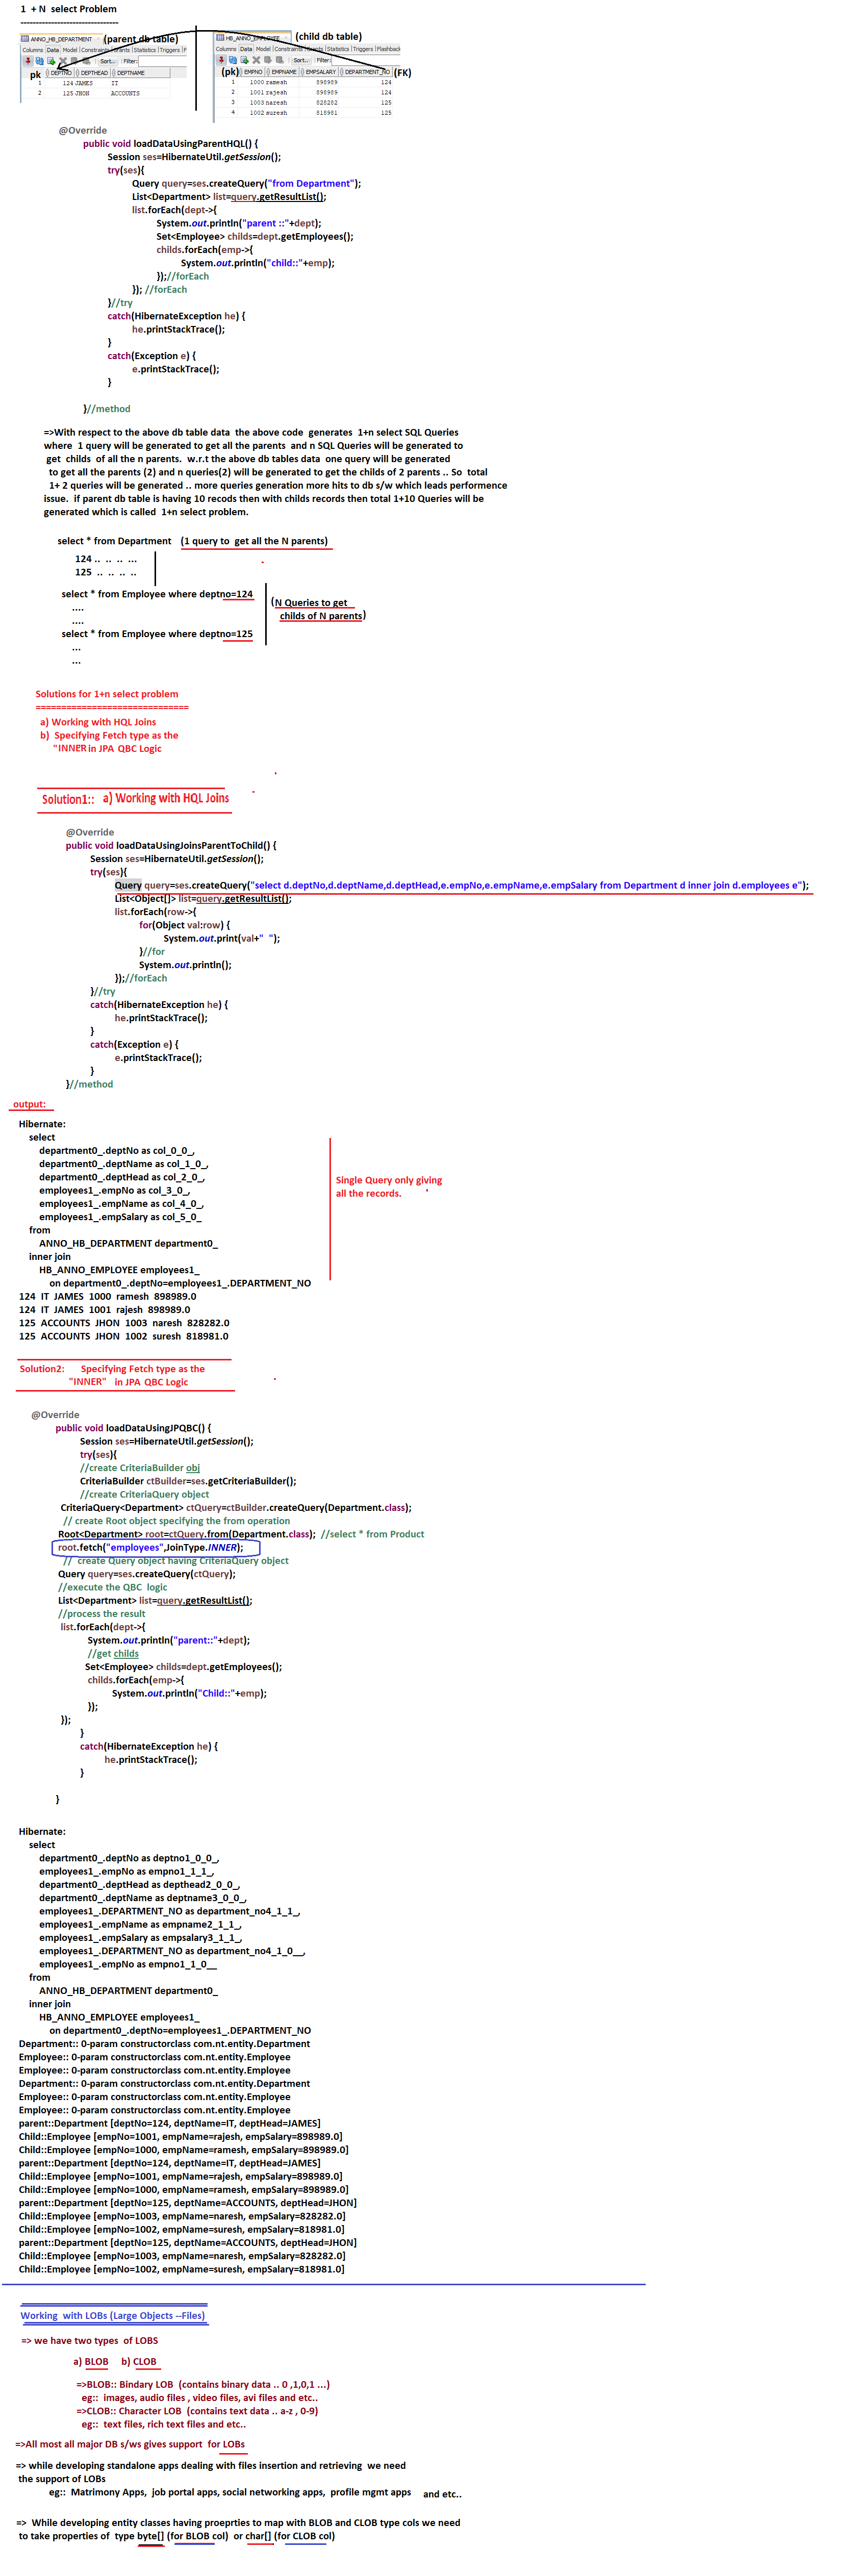 1 + N select Problem
--------------------------------
ANNO_HB_DEPARTMENT (parent db table)
Columns Data Model Constraints Grants Statistics Triggers F
Sort.. Filter:
pk DEPTNO DEPTHEAD DEPTNAME
1 124 JAMES IT
2 125 JHON ACCOUNTS
HB_ANNO_EMPLOYEE (child db table)
Columns Data Model Constraints Grants Statistics Triggers Flashback
Sort.. Filter:
(pk) EMPNO EMPNAME EMPSALARY DEPARTMENT_NO (FK)
1 1000 ramesh 898989 124
2 1001 rajesh 898989 124
3 1003 naresh 828282 125
4 1002 suresh 818981 125
@Override
public void loadDataUsingParentHQL() {
Session ses=HibernateUtil.getSession();
try(ses){
Query query=ses.createQuery("from Department");
List<Department> list=query.getResultList();
list.forEach(dept->{
System.out.println("parent ::"+dept);
Set<Employee> childs=dept.getEmployees();
childs.forEach(emp->{
System.out.println("child::"+emp);
});//forEach
}); //forEach
}//try
catch(HibernateException he) {
he.printStackTrace();
}
catch(Exception e) {
e.printStackTrace();
}
}//method
=>With respect to the above db table data the above code generates 1+n select SQL Queries
where 1 query will be generated to get all the parents and n SQL Queries will be generated to
get childs of all the n parents. w.r.t the above db tables data one query will be generated
to get all the parents (2) and n queries(2) will be generated to get the childs of 2 parents .. So total
1+ 2 queries will be generated .. more queries generation more hits to db s/w which leads performence
issue. if parent db table is having 10 recods then with childs records then total 1+10 Queries will be
generated which is called 1+n select problem.
select * from Department (1 query to get all the N parents)
124 .. .. .. ...
125 .. .. .. ..
select * from Employee where deptno=124
....
....
(N Queries to get
childs of N parents)
select * from Employee where deptno=125
...
...
Solutions for 1+n select problem
==============================
a) Working with HQL Joins
b) Specifying Fetch type as the
"INNER in JPA QBC Logic
Solution1:: a) Working with HQL Joins
@Override
public void loadDataUsingJoinsParentToChild() {
Session ses=HibernateUtil.getSession();
try(ses){
Query query=ses.createQuery("select d.deptNo,d.deptName,d.deptHead,e.empNo,e.empName,e.empSalary from Department d inner join d.employees e");
List<Object[]> list=query.getResultList();
list.forEach(row->{
for(Object val:row) {
System.out.print(val+" ");
}//for
System.out.println();
});//forEach
}//try
catch(HibernateException he) {
he.printStackTrace();
}
catch(Exception e) {
e.printStackTrace();
}
}//method
output:
Hibernate:
select
department0_.deptNo as col_0_0_,
department0_.deptName as col_1_0_,
department0_.deptHead as col_2_0_,
employees1_.empNo as col_3_0_,
employees1_.empName as col_4_0_,
employees1_.empSalary as col_5_0_
from
ANNO_HB_DEPARTMENT department0_
inner join
HB_ANNO_EMPLOYEE employees1_
on department0_.deptNo=employees1_.DEPARTMENT_NO
Single Query only giving
all the records.
124 IT JAMES 1000 ramesh 898989.0
124 IT JAMES 1001 rajesh 898989.0
125 ACCOUNTS JHON 1003 naresh 828282.0
125 ACCOUNTS JHON 1002 suresh 818981.0
Solution2: Specifying Fetch type as the
"INNER" in JPA QBC Logic
@Override
public void loadDataUsingJPQBC() {
Session ses=HibernateUtil.getSession();
try(ses){
//create CriteriaBuilder obj
CriteriaBuilder ctBuilder=ses.getCriteriaBuilder();
//create CriteriaQuery object
CriteriaQuery<Department> ctQuery=ctBuilder.createQuery(Department.class);
// create Root object specifying the from operation
Root<Department> root=ctQuery.from(Department.class); //select * from Product
root.fetch("employees",JoinType.INNER);
// create Query object having CriteriaQuery object
Query query=ses.createQuery(ctQuery);
//execute the QBC logic
List<Department> list=query.getResultList();
//process the result
list.forEach(dept->{
System.out.println("parent::"+dept);
//get childs
Set<Employee> childs=dept.getEmployees();
childs.forEach(emp->{
System.out.println("Child::"+emp);
});
});
}
catch(HibernateException he) {
he.printStackTrace();
}
}
Hibernate:
select
department0_.deptNo as deptno1_0_0_,
employees1_.empNo as empno1_1_1_,
department0_.deptHead as depthead2_0_0_,
department0_.deptName as deptname3_0_0_,
employees1_.DEPARTMENT_NO as department_no4_1_1_,
employees1_.empName as empname2_1_1_,
employees1_.empSalary as empsalary3_1_1_,
employees1_.DEPARTMENT_NO as department_no4_1_0__,
employees1_.empNo as empno1_1_0__
from
ANNO_HB_DEPARTMENT department0_
inner join
HB_ANNO_EMPLOYEE employees1_
on department0_.deptNo=employees1_.DEPARTMENT_NO
Department:: 0-param constructorclass com.nt.entity.Department
Employee:: 0-param constructorclass com.nt.entity.Employee
Employee:: 0-param constructorclass com.nt.entity.Employee
Department:: 0-param constructorclass com.nt.entity.Department
Employee:: 0-param constructorclass com.nt.entity.Employee
Employee:: 0-param constructorclass com.nt.entity.Employee
parent::Department [deptNo=124, deptName=IT, deptHead=JAMES]
Child::Employee [empNo=1001, empName=rajesh, empSalary=898989.0]
Child::Employee [empNo=1000, empName=ramesh, empSalary=898989.0]
parent::Department [deptNo=124, deptName=IT, deptHead=JAMES]
Child::Employee [empNo=1001, empName=rajesh, empSalary=898989.0]
Child::Employee [empNo=1000, empName=ramesh, empSalary=898989.0]
parent::Department [deptNo=125, deptName=ACCOUNTS, deptHead=JHON]
Child::Employee [empNo=1003, empName=naresh, empSalary=828282.0]
Child::Employee [empNo=1002, empName=suresh, empSalary=818981.0]
parent::Department [deptNo=125, deptName=ACCOUNTS, deptHead=JHON]
Child::Employee [empNo=1003, empName=naresh, empSalary=828282.0]
Child::Employee [empNo=1002, empName=suresh, empSalary=818981.0]
Working with LOBs (Large Objects --Files)
=> we have two types of LOBS
a) BLOB b) CLOB
=>BLOB:: Bindary LOB (contains binary data .. 0 ,1,0,1 ...)
eg:: images, audio files , video files, avi files and etc..
=>CLOB:: Character LOB (contains text data .. a-z , 0-9)
eg:: text files, rich text files and etc..
=>All most all major DB s/ws gives support for LOBs
=> while developing standalone apps dealing with files insertion and retrieving we need
the support of LOBs
eg:: Matrimony Apps, job portal apps, social networking apps, profile mgmt apps and etc..
=> While developing entity classes having proeprties to map with BLOB and CLOB type cols we need
to take properties of type byte[] (for BLOB col) or char[] (for CLOB col)